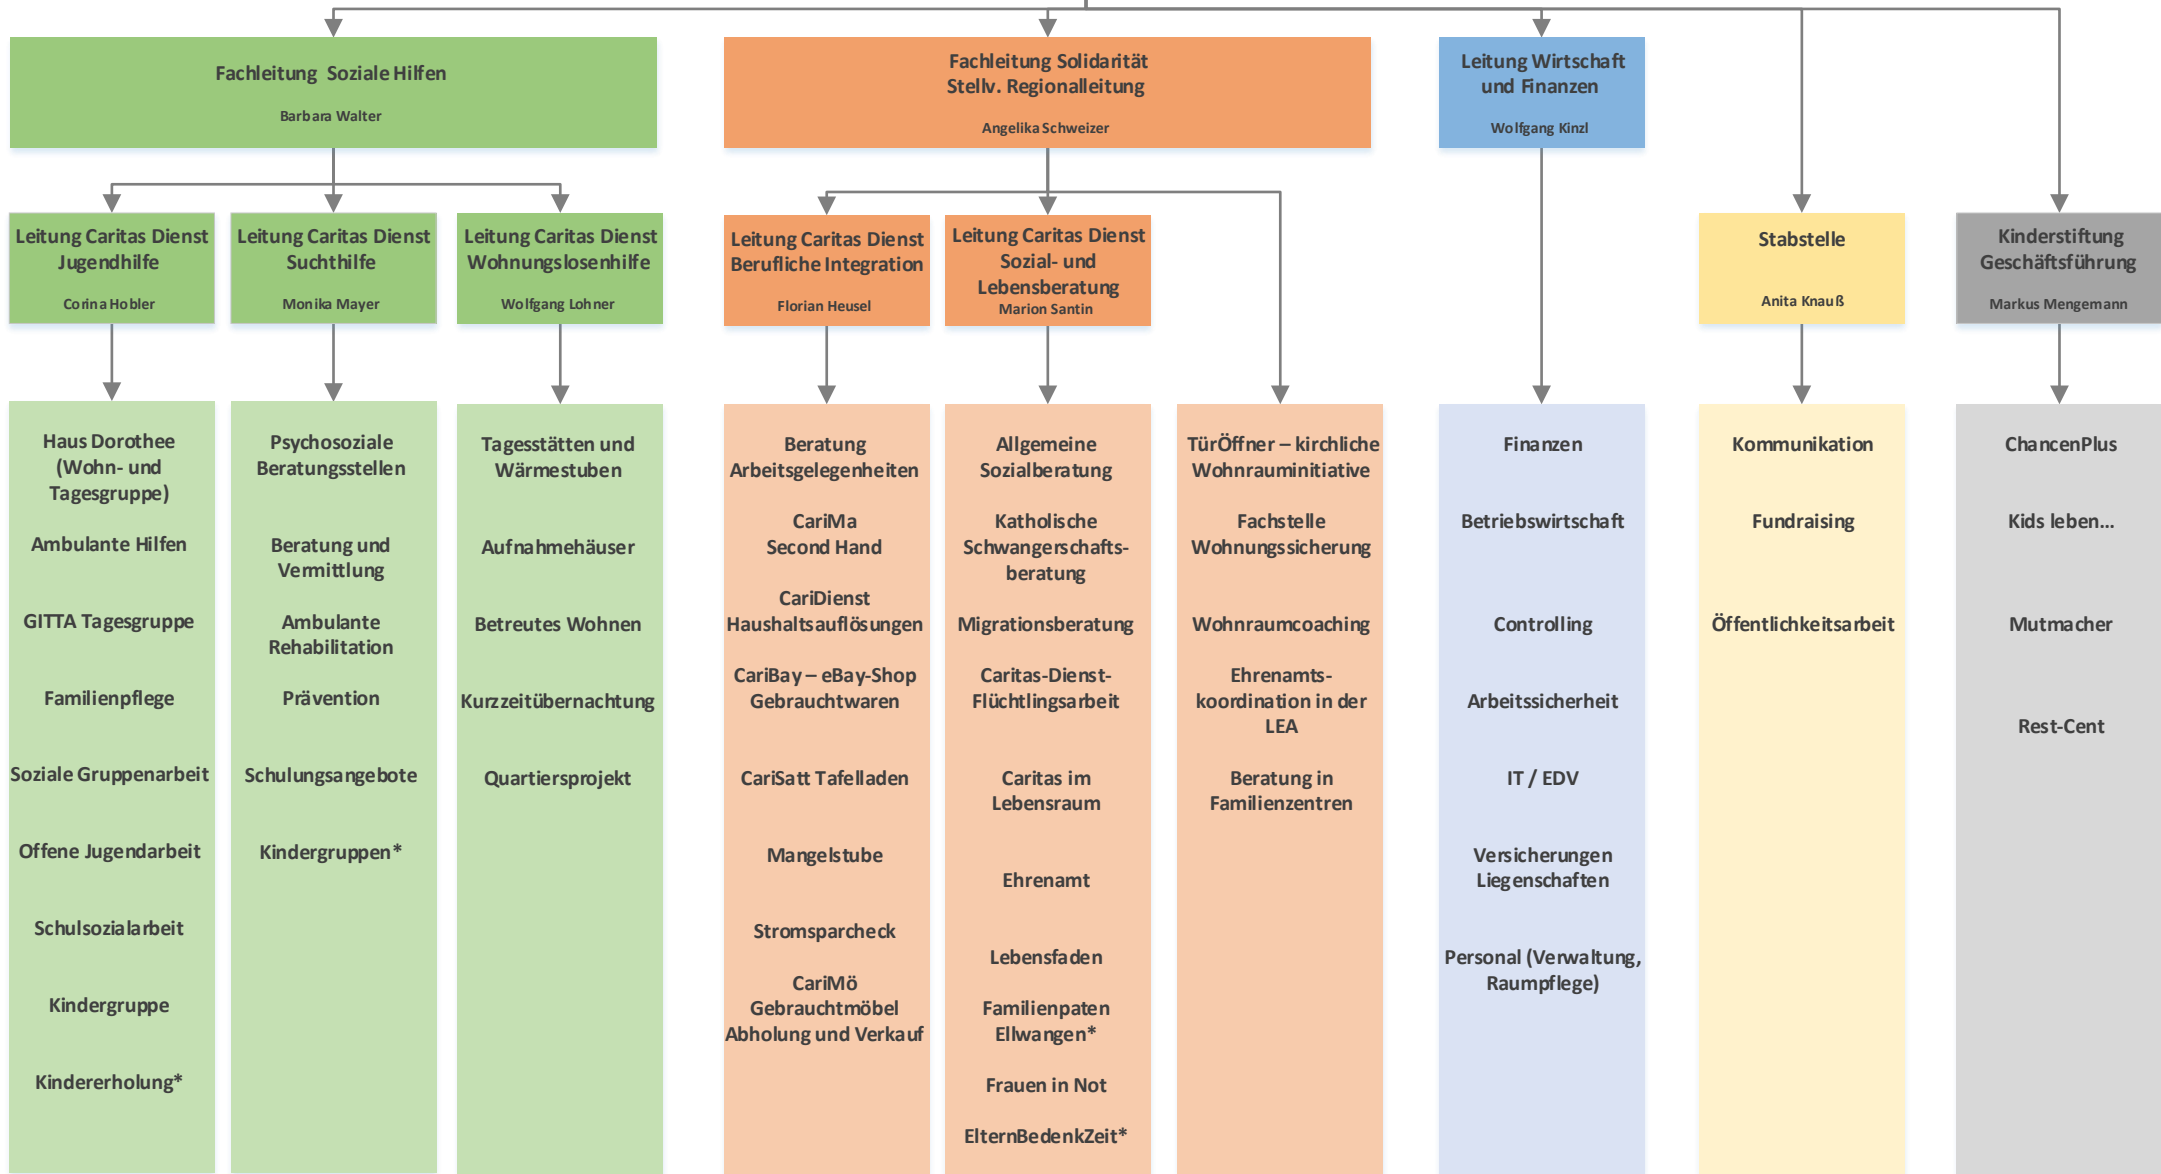 Fachleitung Soziale Hilfen
Barbara Walter
Fachleitung Solidarität
Stellv. Regionalleitung
Angelika Schweizer
Leitung Wirtschaft
und Finanzen
Wolfgang Kinzl
Leitung Caritas Dienst
Jugendhilfe
Corina Hobler
Leitung Caritas Dienst
Suchthilfe
Monika Mayer
Leitung Caritas Dienst
Wohnungslosenhilfe
Wolfgang Lohner
Leitung Caritas Dienst
Berufliche Integration
Florian Heusel
Leitung Caritas Dienst
Sozial- und
Lebensberatung
Marion Santin
Stabstelle
Anita Knauß
Kinderstiftung
Geschäftsführung
Markus Mengemann
Haus Dorothee
(Wohn- und
Tagesgruppe)
Ambulante Hilfen
GITTA Tagesgruppe
Familienpflege
Soziale Gruppenarbeit
Offene Jugendarbeit
Schulsozialarbeit
Kindergruppe
Kindererholung*
Psychosoziale
Beratungsstellen
Beratung und
Vermittlung
Ambulante
Rehabilitation
Prävention
Schulungsangebote
Kindergruppen*
Tagesstätten und
Wärmestuben
Aufnahmehäuser
Betreutes Wohnen
Kurzzeitübernachtung
Quartiersprojekt
Beratung
Arbeitsgelegenheiten
CariMa
Second Hand
CariDienst
Haushaltsauflösungen
CariBay – eBay-Shop
Gebrauchtwaren
CariSatt Tafelladen
Mangelstube
Stromsparcheck
CariMö
Gebrauchtmöbel
Abholung und Verkauf
Allgemeine
Sozialberatung
Katholische
Schwangerschafts-
beratung
Migrationsberatung
Caritas-Dienst-
Flüchtlingsarbeit
Caritas im
Lebensraum
Ehrenamt
Lebensfaden
Familienpaten
Ellwangen*
Frauen in Not
ElternBedenkZeit*
TürÖffner – kirchliche
Wohnrauminitiative
Fachstelle
Wohnungssicherung
Wohnraumcoaching
Ehrenamts-
koordination in der
LEA
Beratung in
Familienzentren
Finanzen
Betriebswirtschaft
Controlling
Arbeitssicherheit
IT / EDV
Versicherungen
Liegenschaften
Personal (Verwaltung,
Raumpflege)
Kommunikation
Fundraising
Öffentlichkeitsarbeit
ChancenPlus
Kids leben…
Mutmacher
Rest-Cent